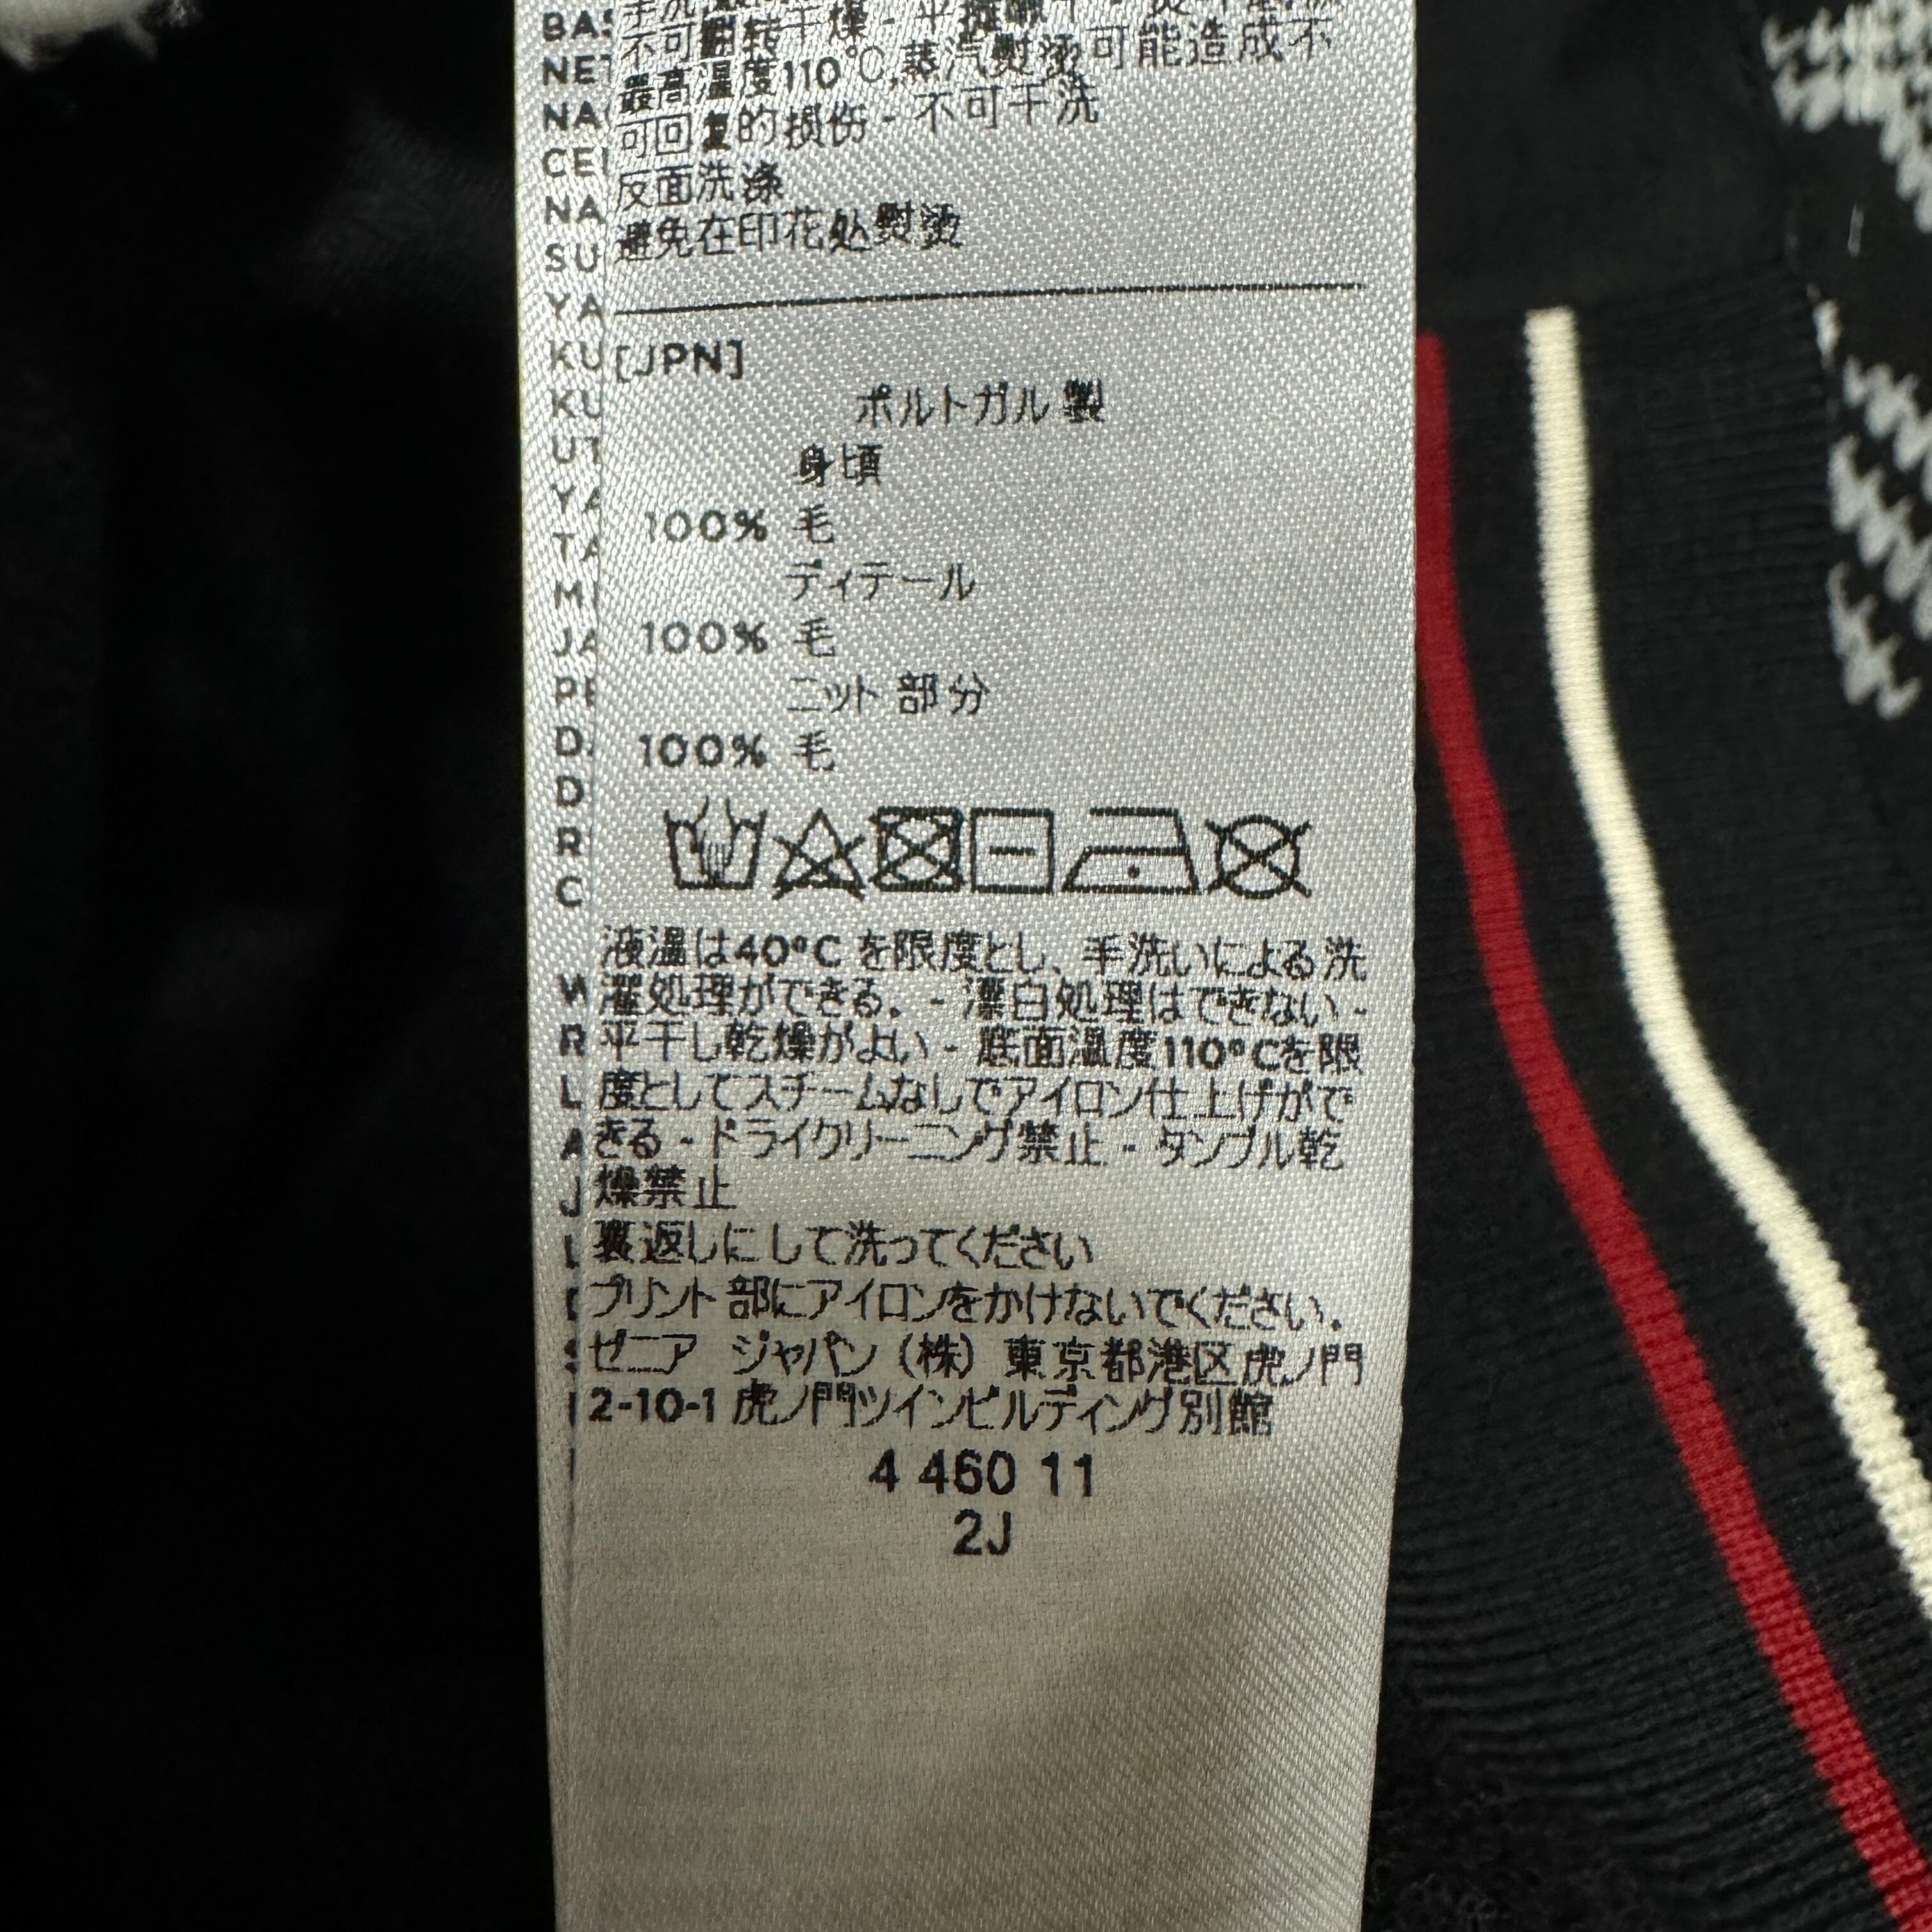 最高温度110℃,蒸汽熨烫可能造成不
可回复的损伤 - 不可干洗
反面洗涤
避免在印花处熨烫
[JPN]
ポルトガル 製
身頃
100% 毛
ディテール
100% 毛
ニット 部分
100% 毛
液温は40°C を限度とし、手洗いによる洗
濯処理ができる。- 漂白処理はできない -
平干し乾燥がよい - 底面温度110°Cを限
度としてスチームなしでアイロン仕上げがで
きる - ドライクリーニング禁止 - タンブル乾
燥禁止
裏返しにして洗ってください
プリント 部にアイロンをかけないでください.
ゼニア ジャパン (株) 東京都港区虎ノ門
2-10-1 虎ノ門ツインビルディング別館
4 460 11
2J